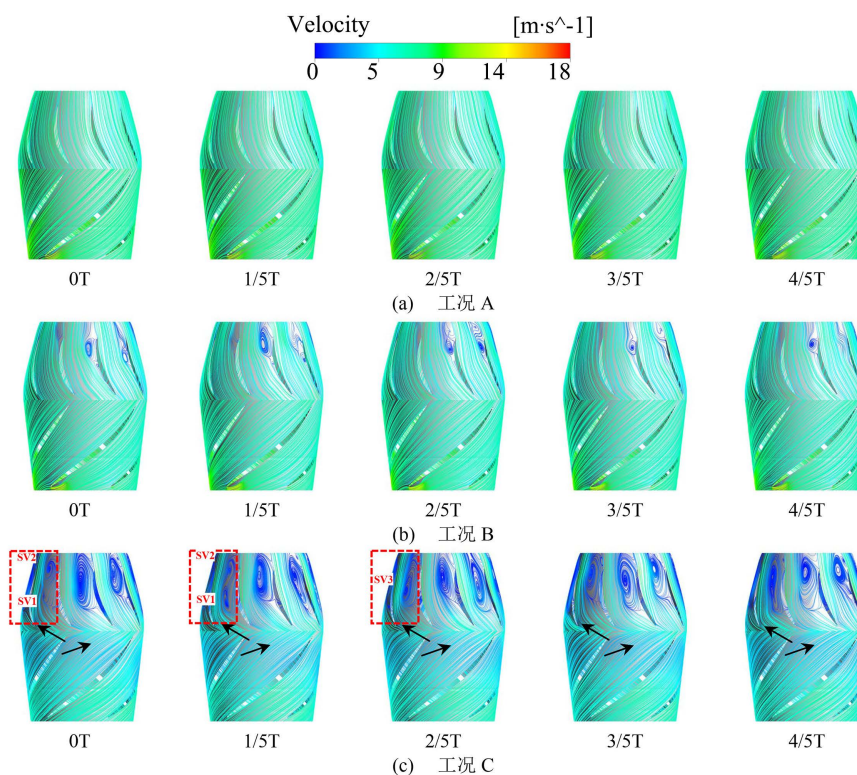 Velocity [m·s^-1]
0 5 9 14 18
0T 1/5T 2/5T 3/5T 4/5T
(a) 工况 A
0T 1/5T 2/5T 3/5T 4/5T
(b) 工况 B
SV2 SV2
SV3
SV1 SV1
0T 1/5T 2/5T 3/5T 4/5T
(c) 工况 C